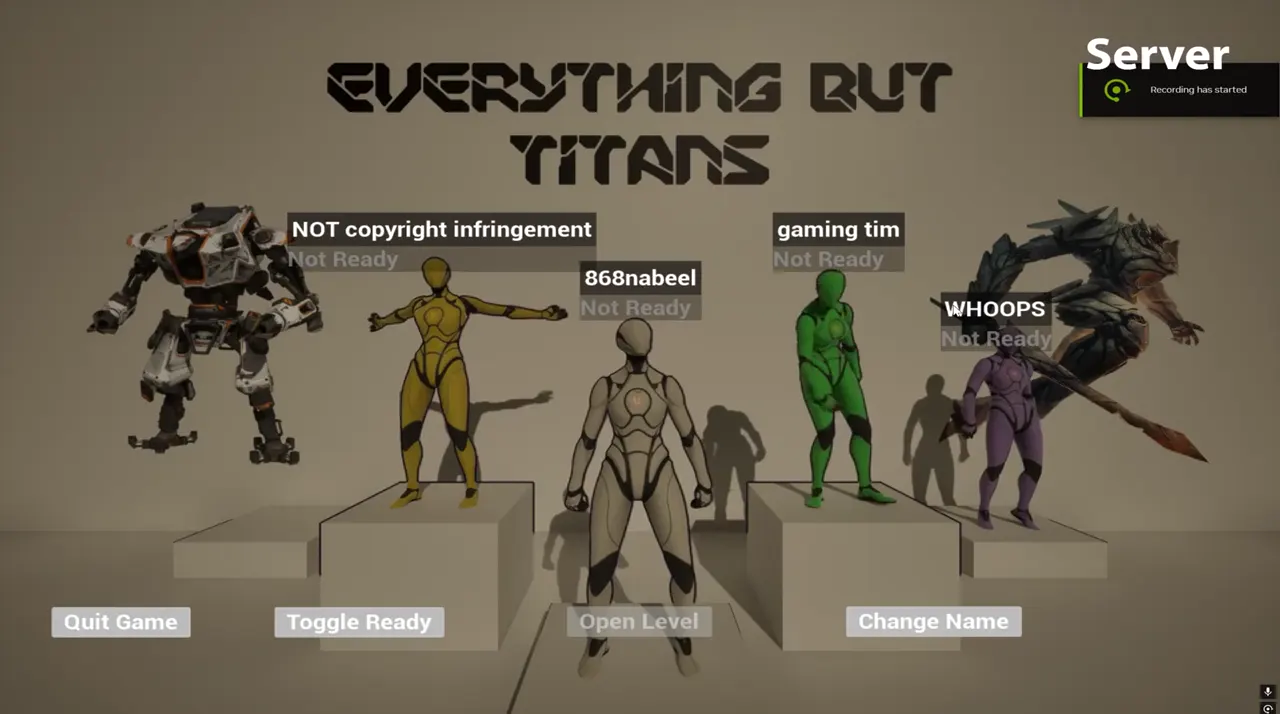 Server
Recording has started
EVERYTHING BUT
TITANS
NOT copyright infringement
Not Ready
gaming tim
Not Ready
868nabeel
Not Ready
WHOOPS
Not Ready
Quit Game
Toggle Ready
Open Level
Change Name